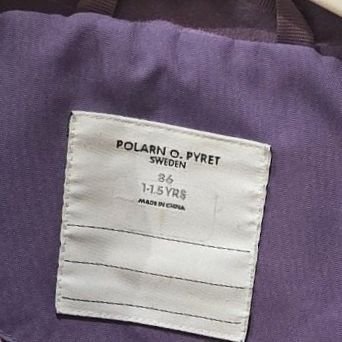 POLARN O. PYRET
SWEDEN
86
1-1.5 YRS
MADE IN CHINA